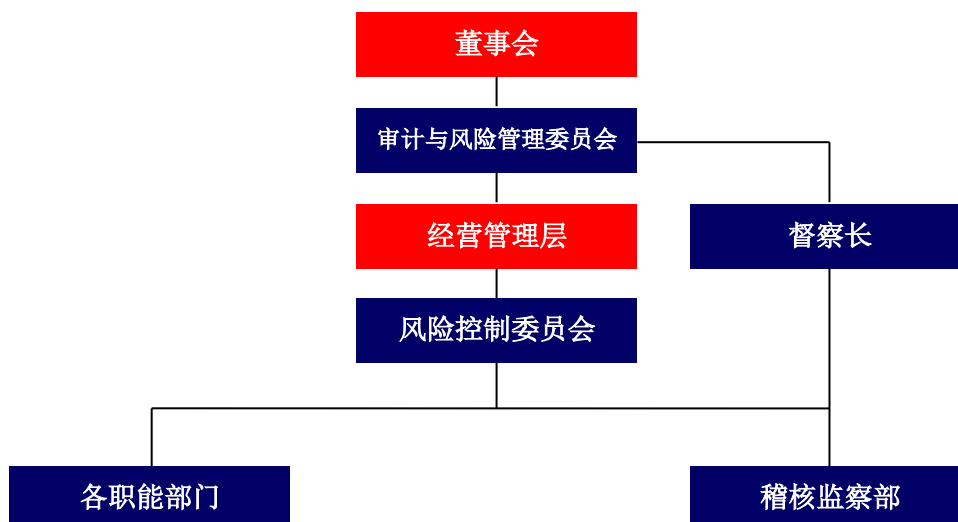 董事会
审计与风险管理委员会
经营管理层
督察长
风险控制委员会
各职能部门
稽核监察部